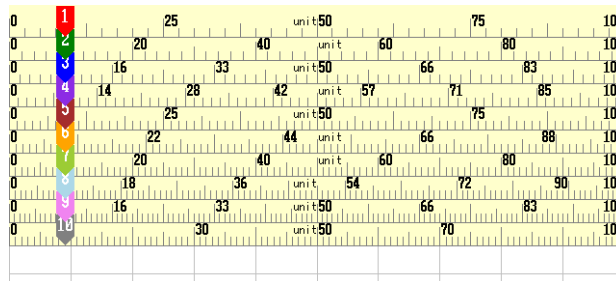 1 0 25 unit 50 75 10
2 0 20 40 unit 60 80 10
3 0 16 33 unit 50 66 83 10
4 0 14 28 42 unit 57 71 85 10
5 0 25 unit 50 75 10
6 0 22 44 unit 66 88 10
7 0 20 40 unit 60 80 10
8 0 18 36 unit 54 72 90 10
9 0 16 33 unit 50 66 83 10
10 0 30 unit 50 70 10